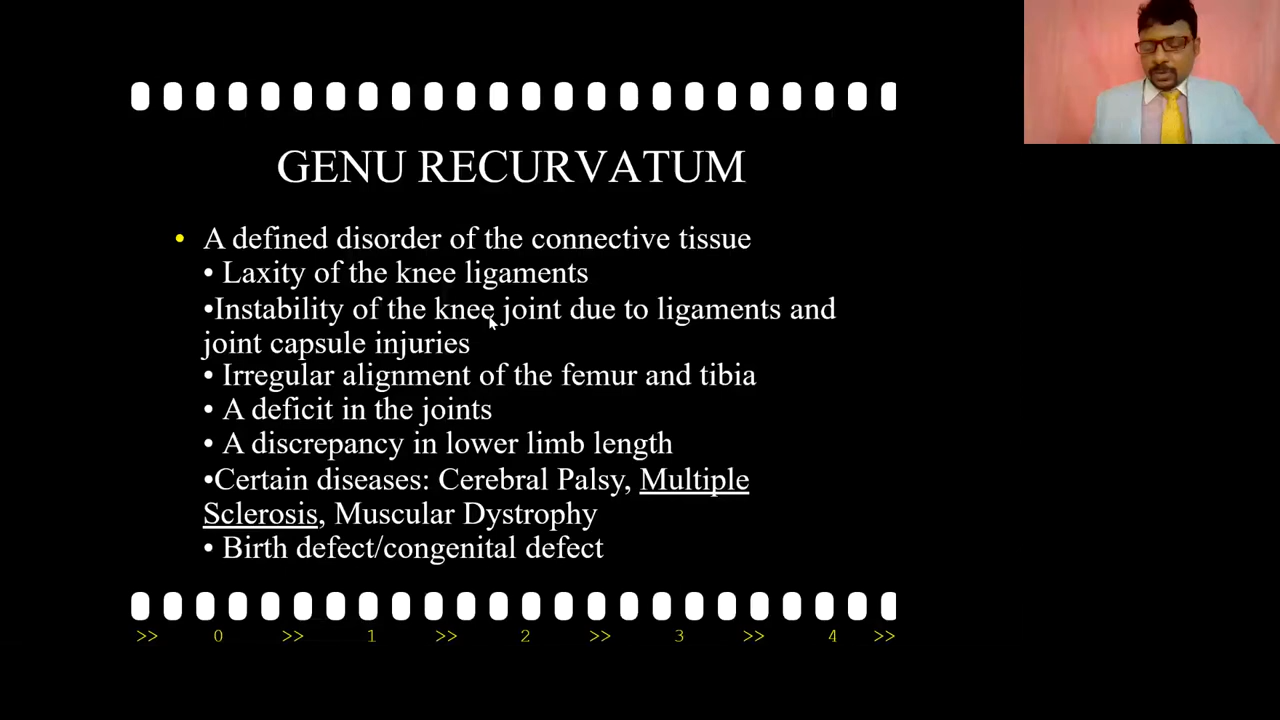 GENU RECURVATUM
• A defined disorder of the connective tissue
• Laxity of the knee ligaments
•Instability of the knee joint due to ligaments and
joint capsule injuries
• Irregular alignment of the femur and tibia
• A deficit in the joints
• A discrepancy in lower limb length
•Certain diseases: Cerebral Palsy, Multiple
Sclerosis, Muscular Dystrophy
• Birth defect/congenital defect
>> 0 >> 1 >> 2 >> 3 >> 4 >>